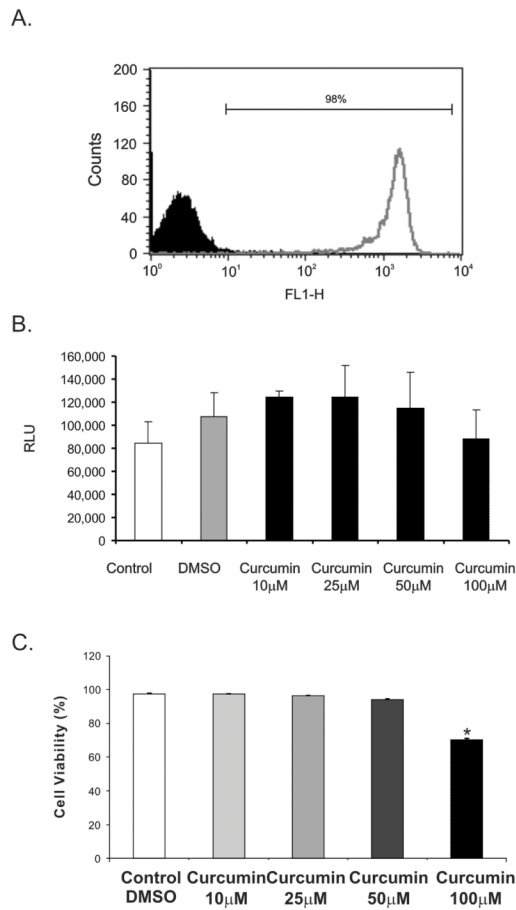 A.
200
160
120
80
40
0
Counts
98%
10⁰ 10¹ 10² 10³ 10⁴
FL1-H
B.
160,000
140,000
120,000
100,000
80,000
60,000
40,000
20,000
0
RLU
Control DMSO Curcumin Curcumin Curcumin Curcumin
10μM 25μM 50μM 100μM
C.
120
100
80
60
40
20
0
Cell Viability (%)
*
Control Curcumin Curcumin Curcumin Curcumin
DMSO 10μM 25μM 50μM 100μM